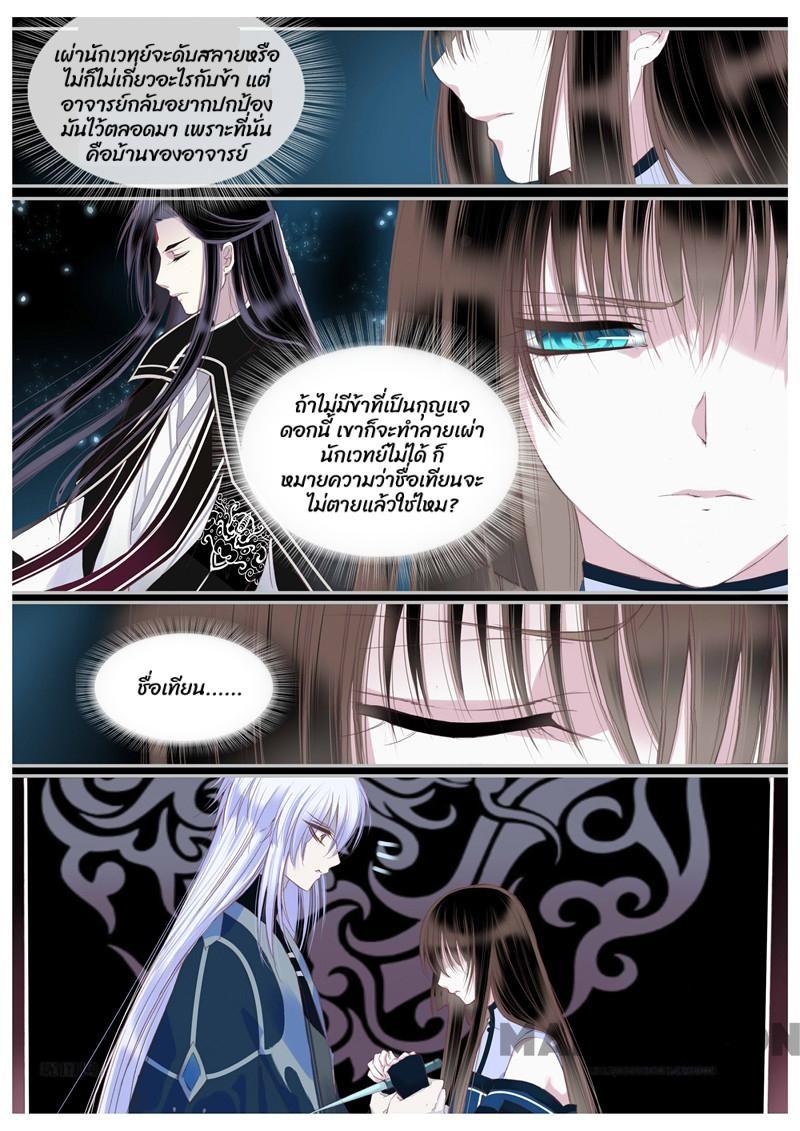 เผ่านักเวทย์จะดับสลายหรือ
ไม่ก็ไม่เกี่ยวอะไรกับข้า แต่
อาจารย์กลับอยากปกป้อง
มันไว้ตลอดมา เพราะที่นั่น
คือบ้านของอาจารย์
ถ้าไม่มีข้าที่เป็นกุญแจ
ดอกนี้ เขาก็จะทำลายเผ่า
นักเวทย์ไม่ได้ ก็
หมายความว่าชื่อเทียนจะ
ไม่ตายแล้วใช่ไหม?
ชื่อเทียน......